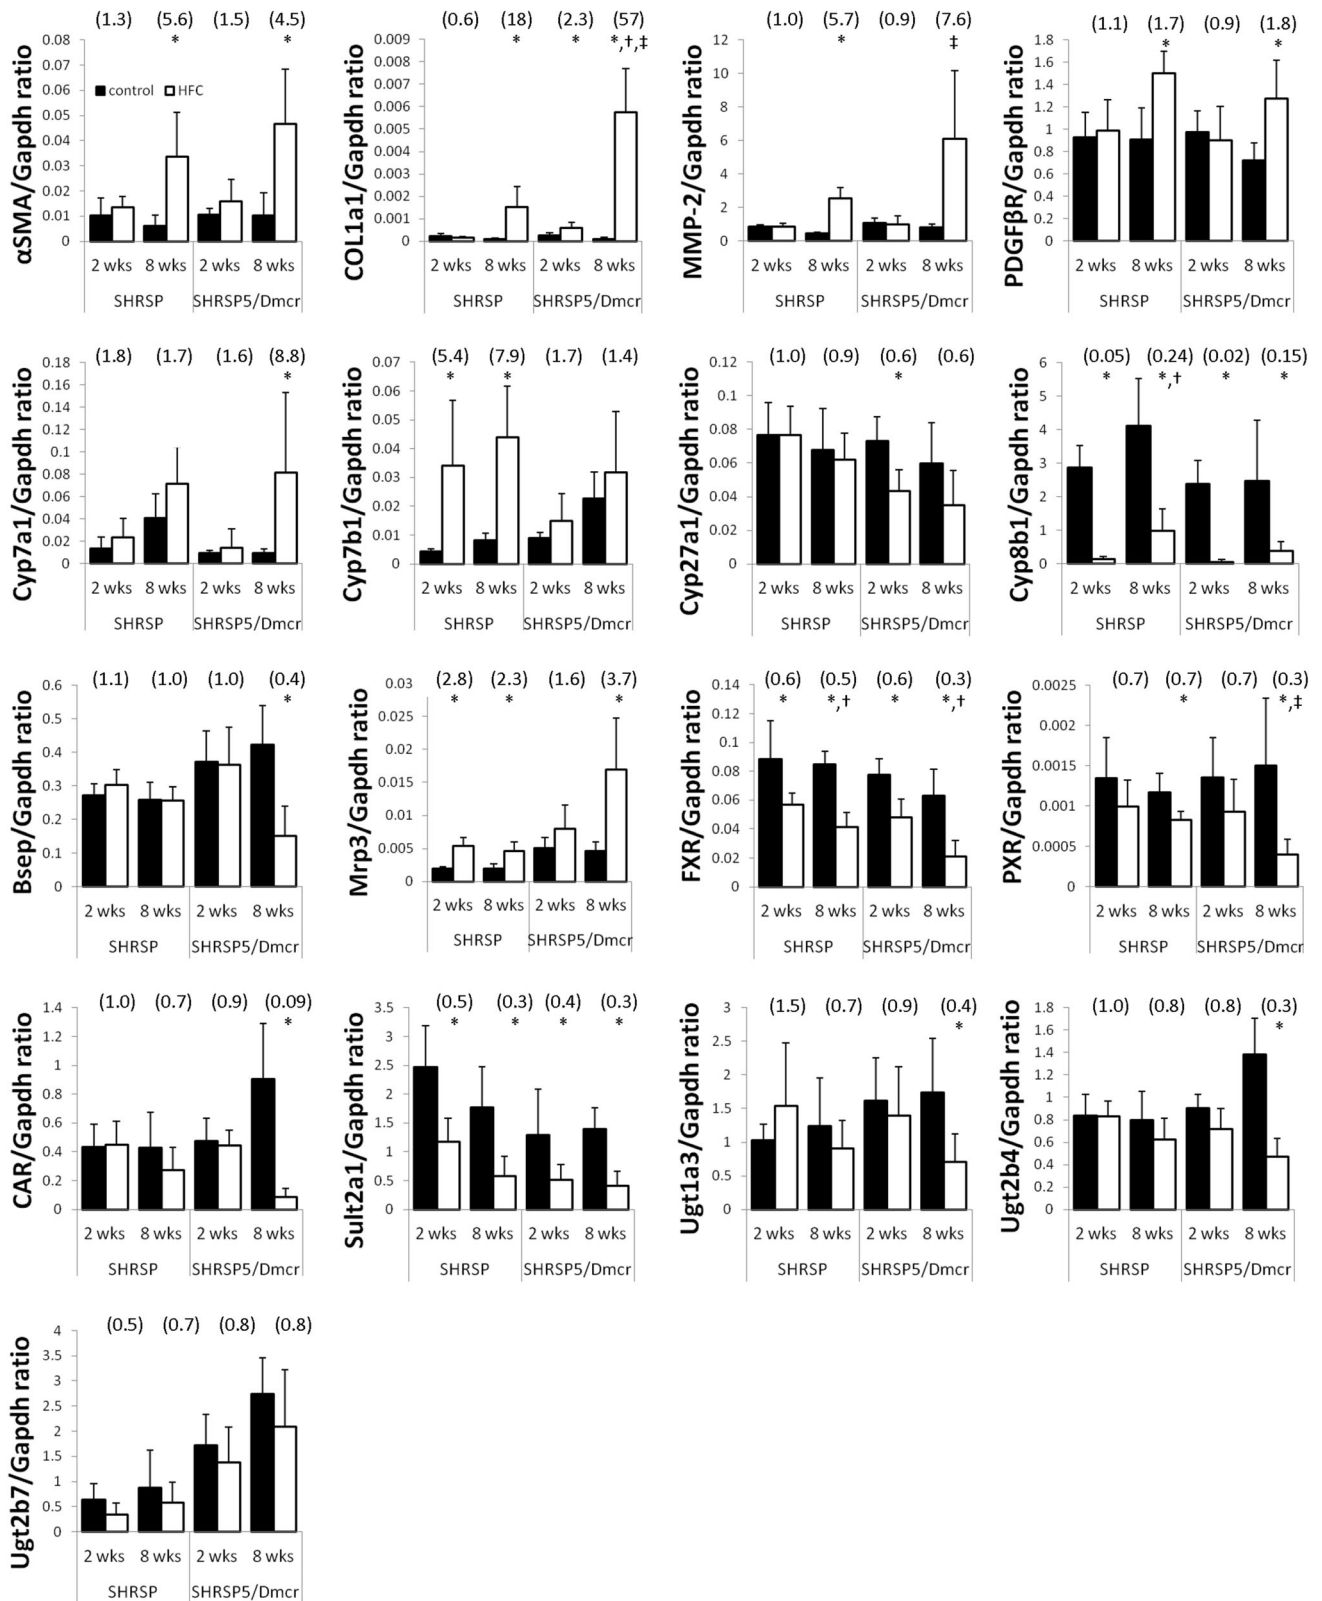 (1.3) (5.6) (1.5) (4.5)
* *
αSMA/Gapdh ratio
0.08
0.07
0.06
0.05
0.04
0.03
0.02
0.01
0
control HFC
2 wks 8 wks 2 wks 8 wks
SHRSP SHRSP5/Dmcr
(0.6) (18) (2.3) (57)
* * *,†,‡
COL1a1/Gapdh ratio
0.009
0.008
0.007
0.006
0.005
0.004
0.003
0.002
0.001
0
2 wks 8 wks 2 wks 8 wks
SHRSP SHRSP5/Dmcr
(1.0) (5.7) (0.9) (7.6)
* ‡
MMP-2/Gapdh ratio
12
10
8
6
4
2
0
2 wks 8 wks 2 wks 8 wks
SHRSP SHRSP5/Dmcr
(1.1) (1.7) (0.9) (1.8)
* *
PDGFβR/Gapdh ratio
1.8
1.6
1.4
1.2
1
0.8
0.6
0.4
0.2
0
2 wks 8 wks 2 wks 8 wks
SHRSP SHRSP5/Dmcr
(1.8) (1.7) (1.6) (8.8)
*
Cyp7a1/Gapdh ratio
0.18
0.16
0.14
0.12
0.1
0.08
0.06
0.04
0.02
0
2 wks 8 wks 2 wks 8 wks
SHRSP SHRSP5/Dmcr
(5.4) (7.9) (1.7) (1.4)
* *
Cyp7b1/Gapdh ratio
0.07
0.06
0.05
0.04
0.03
0.02
0.01
0
2 wks 8 wks 2 wks 8 wks
SHRSP SHRSP5/Dmcr
(1.0) (0.9) (0.6) (0.6)
*
Cyp27a1/Gapdh ratio
0.12
0.1
0.08
0.06
0.04
0.02
0
2 wks 8 wks 2 wks 8 wks
SHRSP SHRSP5/Dmcr
(0.05) (0.24) (0.02) (0.15)
* *,† * *
Cyp8b1/Gapdh ratio
6
5
4
3
2
1
0
2 wks 8 wks 2 wks 8 wks
SHRSP SHRSP5/Dmcr
(1.1) (1.0) (1.0) (0.4)
*
Bsep/Gapdh ratio
0.6
0.5
0.4
0.3
0.2
0.1
0
2 wks 8 wks 2 wks 8 wks
SHRSP SHRSP5/Dmcr
(2.8) (2.3) (1.6) (3.7)
* * *
Mrp3/Gapdh ratio
0.03
0.025
0.02
0.015
0.01
0.005
0
2 wks 8 wks 2 wks 8 wks
SHRSP SHRSP5/Dmcr
(0.6) (0.5) (0.6) (0.3)
* *,† * *,†
FXR/Gapdh ratio
0.14
0.12
0.1
0.08
0.06
0.04
0.02
0
2 wks 8 wks 2 wks 8 wks
SHRSP SHRSP5/Dmcr
(0.7) (0.7) (0.7) (0.3)
* *,‡
PXR/Gapdh ratio
0.0025
0.002
0.0015
0.001
0.0005
0
2 wks 8 wks 2 wks 8 wks
SHRSP SHRSP5/Dmcr
(1.0) (0.7) (0.9) (0.09)
*
CAR/Gapdh ratio
1.4
1.2
1
0.8
0.6
0.4
0.2
0
2 wks 8 wks 2 wks 8 wks
SHRSP SHRSP5/Dmcr
(0.5) (0.3) (0.4) (0.3)
* * * *
Sult2a1/Gapdh ratio
3.5
3
2.5
2
1.5
1
0.5
0
2 wks 8 wks 2 wks 8 wks
SHRSP SHRSP5/Dmcr
(1.5) (0.7) (0.9) (0.4)
*
Ugt1a3/Gapdh ratio
3
2.5
2
1.5
1
0.5
0
2 wks 8 wks 2 wks 8 wks
SHRSP SHRSP5/Dmcr
(1.0) (0.8) (0.8) (0.3)
*
Ugt2b4/Gapdh ratio
1.8
1.6
1.4
1.2
1
0.8
0.6
0.4
0.2
0
2 wks 8 wks 2 wks 8 wks
SHRSP SHRSP5/Dmcr
(0.5) (0.7) (0.8) (0.8)
Ugt2b7/Gapdh ratio
4
3.5
3
2.5
2
1.5
1
0.5
0
2 wks 8 wks 2 wks 8 wks
SHRSP SHRSP5/Dmcr